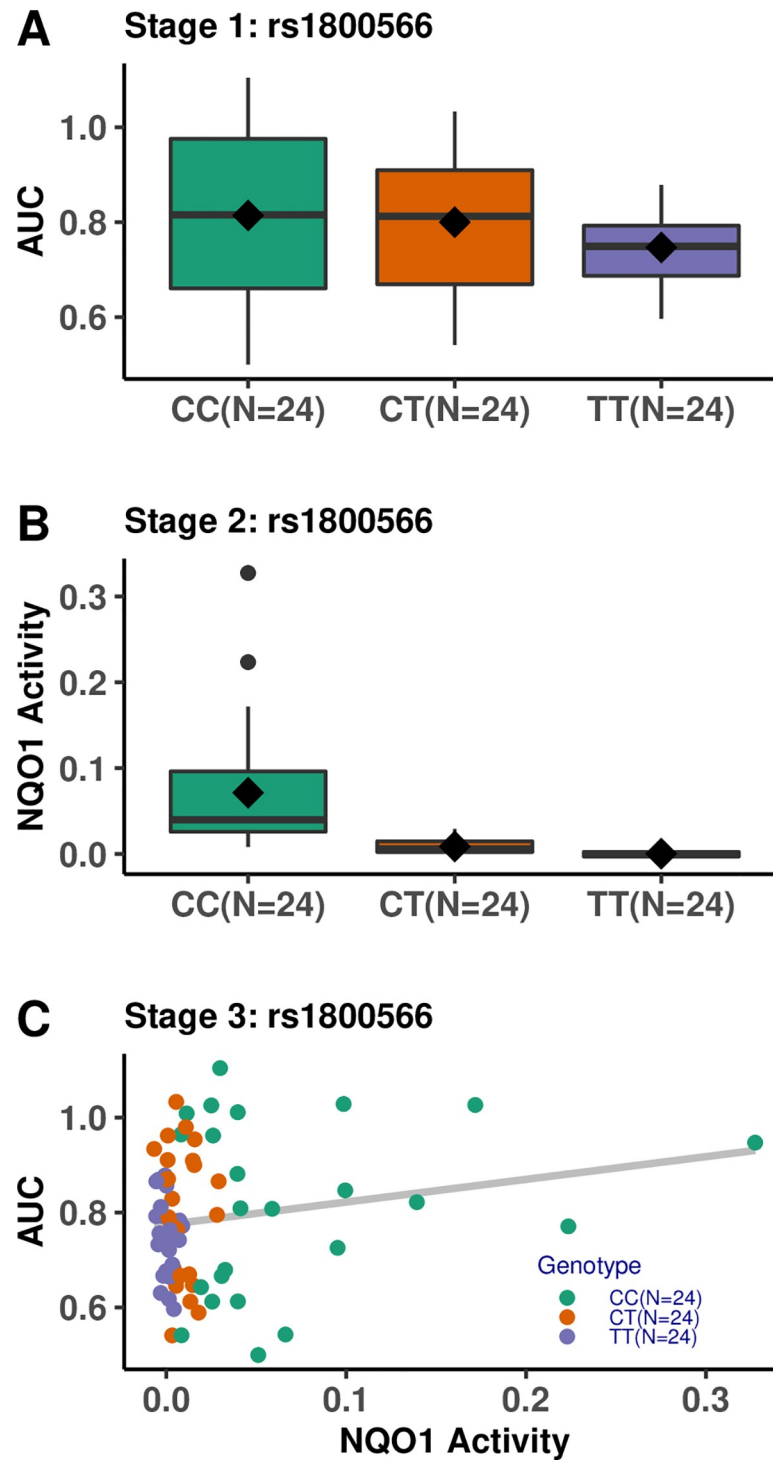 A Stage 1: rs1800566
AUC
1.0
0.8
0.6
CC(N=24) CT(N=24) TT(N=24)
B Stage 2: rs1800566
NQO1 Activity
0.3
0.2
0.1
0.0
CC(N=24) CT(N=24) TT(N=24)
C Stage 3: rs1800566
AUC
1.0
0.8
0.6
Genotype
CC(N=24)
CT(N=24)
TT(N=24)
0.0 0.1 0.2 0.3
NQO1 Activity